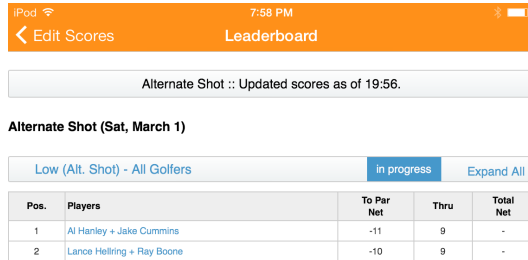 iPod 7:58 PM
Edit Scores Leaderboard
Alternate Shot :: Updated scores as of 19:56.
Alternate Shot (Sat, March 1)
Low (Alt. Shot) - All Golfers in progress Expand All
Pos. Players To Par Net Thru Total Net
1 Al Hanley + Jake Cummins -11 9 -
2 Lance Hellring + Ray Boone -10 9 -